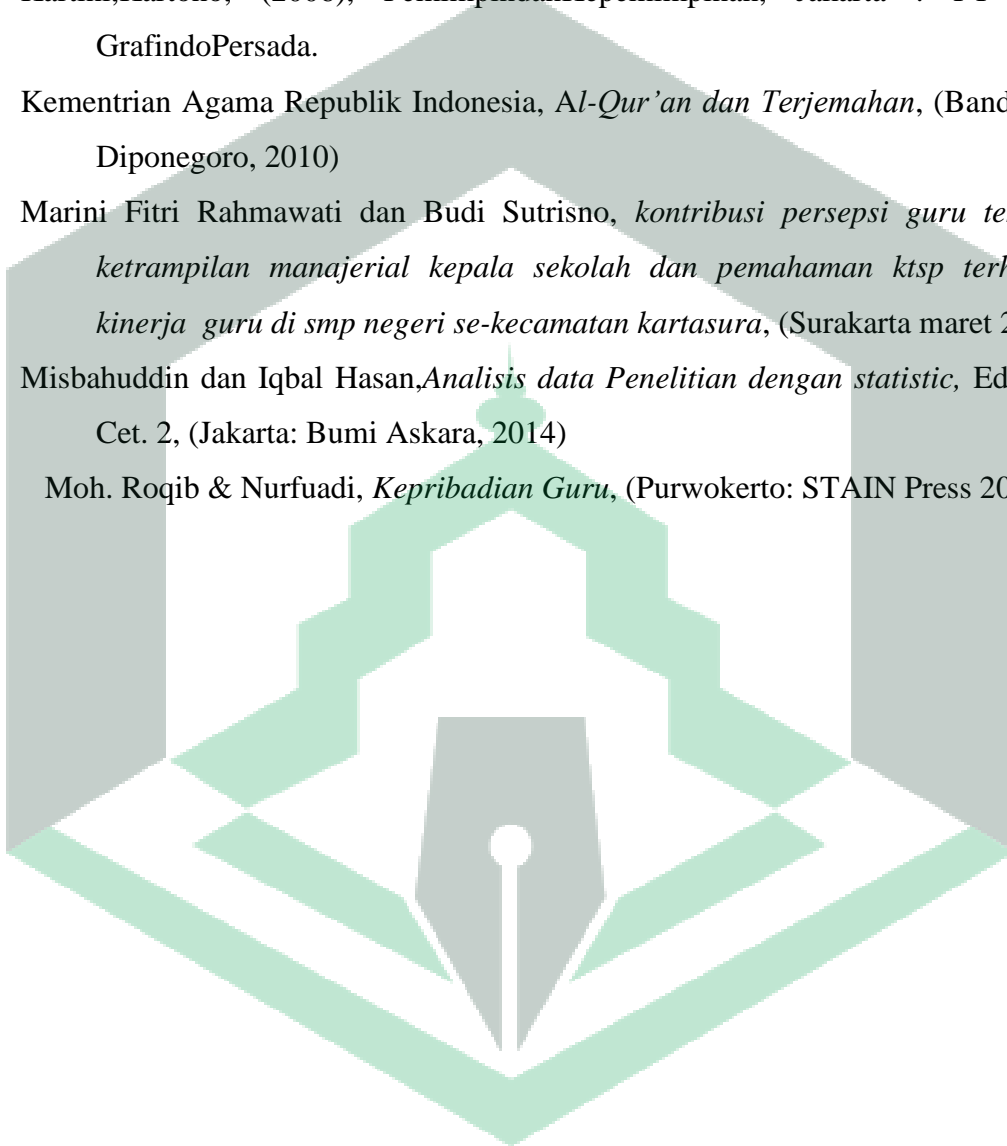 GrafindoPersada.
Kementrian Agama Republik Indonesia, Al-Qur’an dan Terjemahan, (Band
Diponegoro, 2010)
Marini Fitri Rahmawati dan Budi Sutrisno, kontribusi persepsi guru te
ketrampilan manajerial kepala sekolah dan pemahaman ktsp terh
kinerja guru di smp negeri se-kecamatan kartasura, (Surakarta maret 2
Misbahuddin dan Iqbal Hasan,Analisis data Penelitian dengan statistic, Ed
Cet. 2, (Jakarta: Bumi Askara, 2014)
Moh. Roqib & Nurfuadi, Kepribadian Guru, (Purwokerto: STAIN Press 20